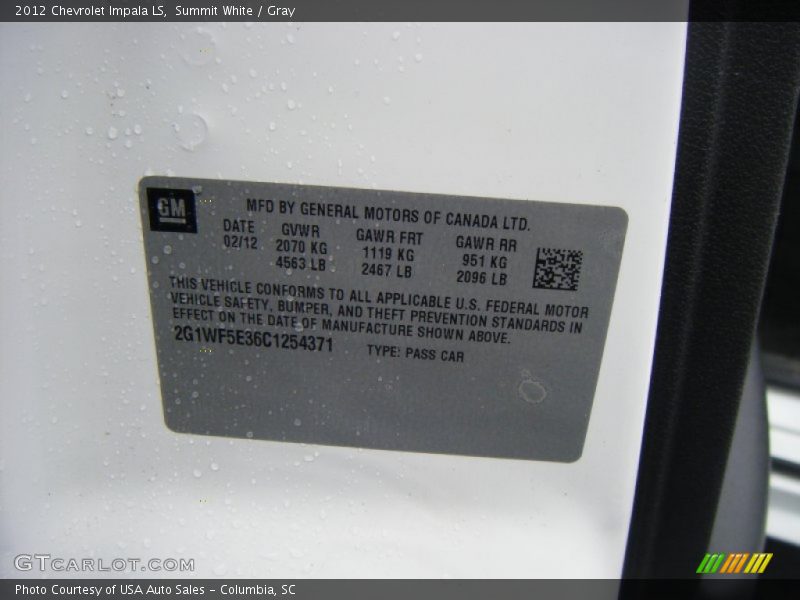 2012 Chevrolet Impala LS, Summit White / Gray
GM
MFD BY GENERAL MOTORS OF CANADA LTD.
DATE GVWR GAWR FRT GAWR RR
02/12 2070 KG 1119 KG 951 KG
4563 LB 2467 LB 2096 LB
THIS VEHICLE CONFORMS TO ALL APPLICABLE U.S. FEDERAL MOTOR
VEHICLE SAFETY, BUMPER, AND THEFT PREVENTION STANDARDS IN
EFFECT ON THE DATE OF MANUFACTURE SHOWN ABOVE.
2G1WF5E36C1254371 TYPE: PASS CAR
GTCARLOT.COM
Photo Courtesy of USA Auto Sales - Columbia, SC